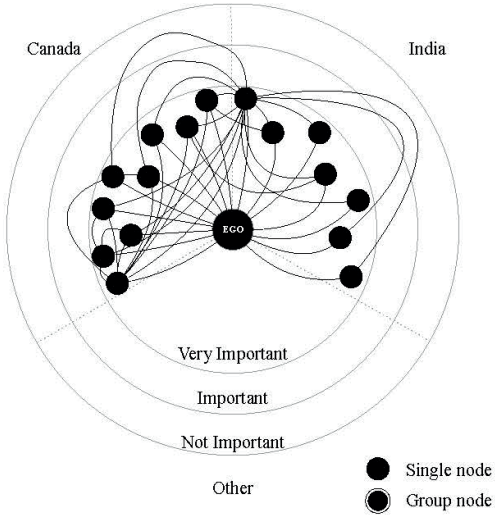 Canada
India
EGO
Very Important
Important
Not Important
Other
Single node
Group node